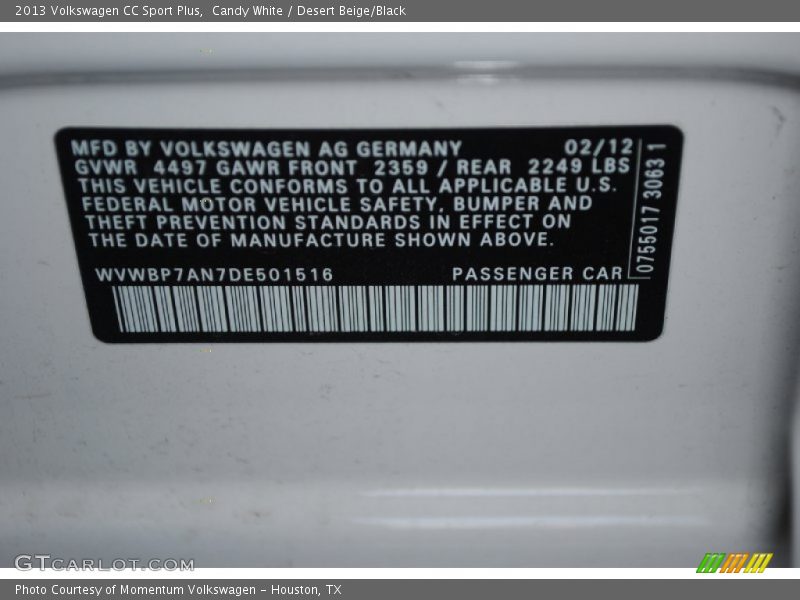 2013 Volkswagen CC Sport Plus,  Candy White / Desert Beige/Black
MFD BY VOLKSWAGEN AG GERMANY 02/12
GVWR 4497 GAWR FRONT 2359 / REAR 2249 LBS
THIS VEHICLE CONFORMS TO ALL APPLICABLE U.S.
FEDERAL MOTOR VEHICLE SAFETY, BUMPER AND
THEFT PREVENTION STANDARDS IN EFFECT ON
THE DATE OF MANUFACTURE SHOWN ABOVE.
WVWBP7AN7DE501516 PASSENGER CAR
0755017 3063 1
GTCARLOT.COM
Photo Courtesy of Momentum Volkswagen - Houston, TX